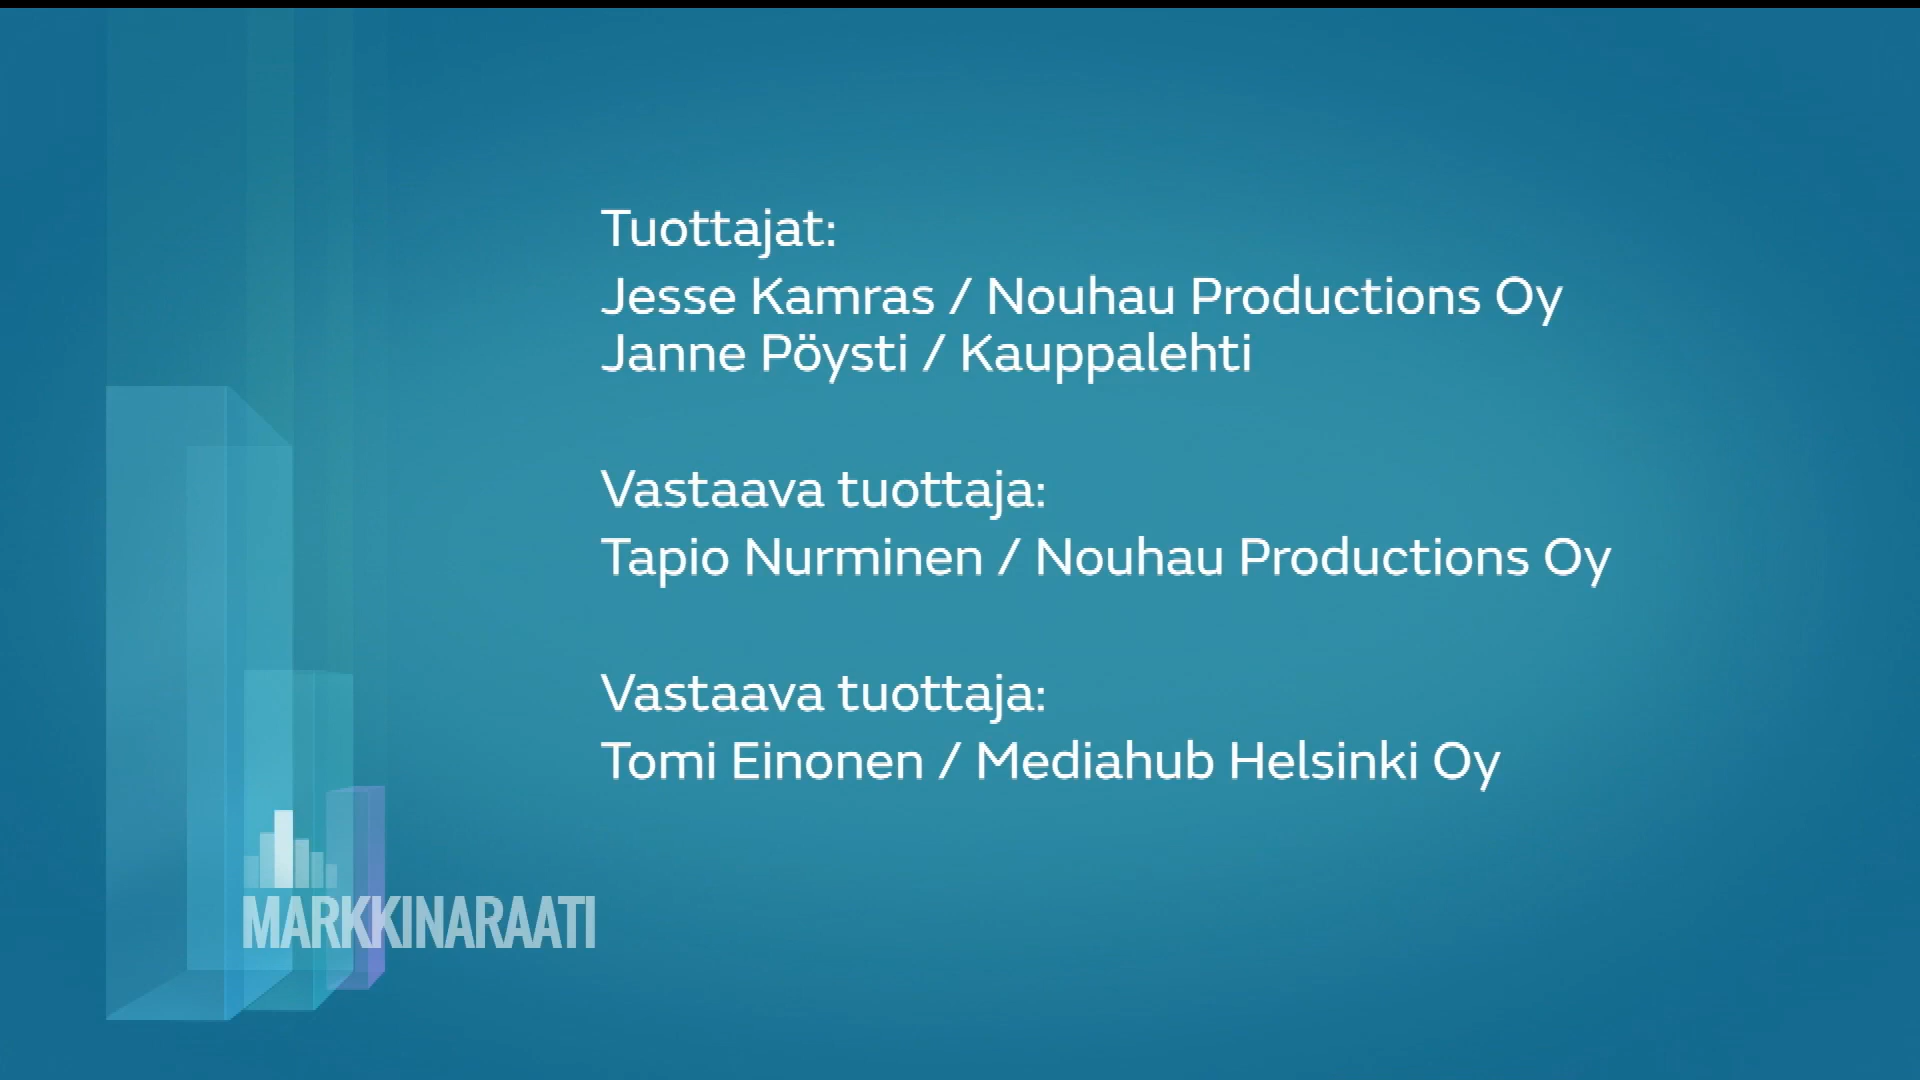 Tuottajat:
Jesse Kamras / Nouhau Productions Oy
Janne Pöysti / Kauppalehti
Vastaava tuottaja:
Tapio Nurminen / Nouhau Productions Oy
Vastaava tuottaja:
Tomi Einonen / Mediahub Helsinki Oy
MARKKINARAATI